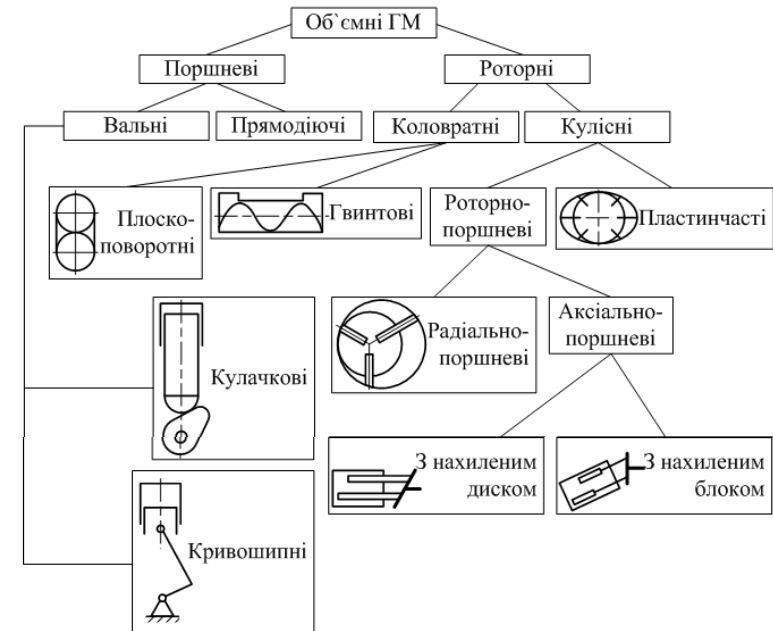 Об`ємні ГМ
Поршневі
Роторні
Вальні
Прямодіючі
Коловратні
Кулісні
Плоско-
поворотні
Гвинтові
Роторно-
поршневі
Пластинчасті
Кулачкові
Радіально-
поршневі
Аксіально-
поршневі
З нахиленим
диском
З нахиленим
блоком
Кривошипні